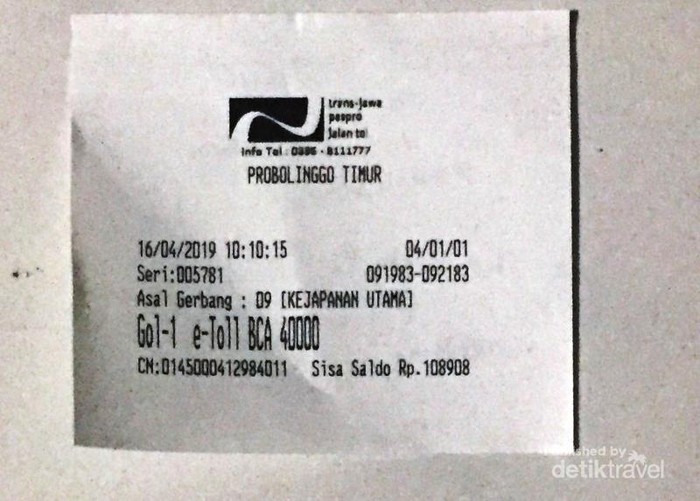 trans-jawa
paspro
jalan tol
Info Tol : 0335 - 8111777
PROBOLINGGO TIMUR
16/04/2019 10:10:15 04/01/01
Seri:005781 091983-092183
Asal Gerbang : 09 [KEJAPANAN UTAMA]
Gol-1 e-Toll BCA 40000
CN:0145000412984011 Sisa Saldo Rp.108908
published by
detiktravel